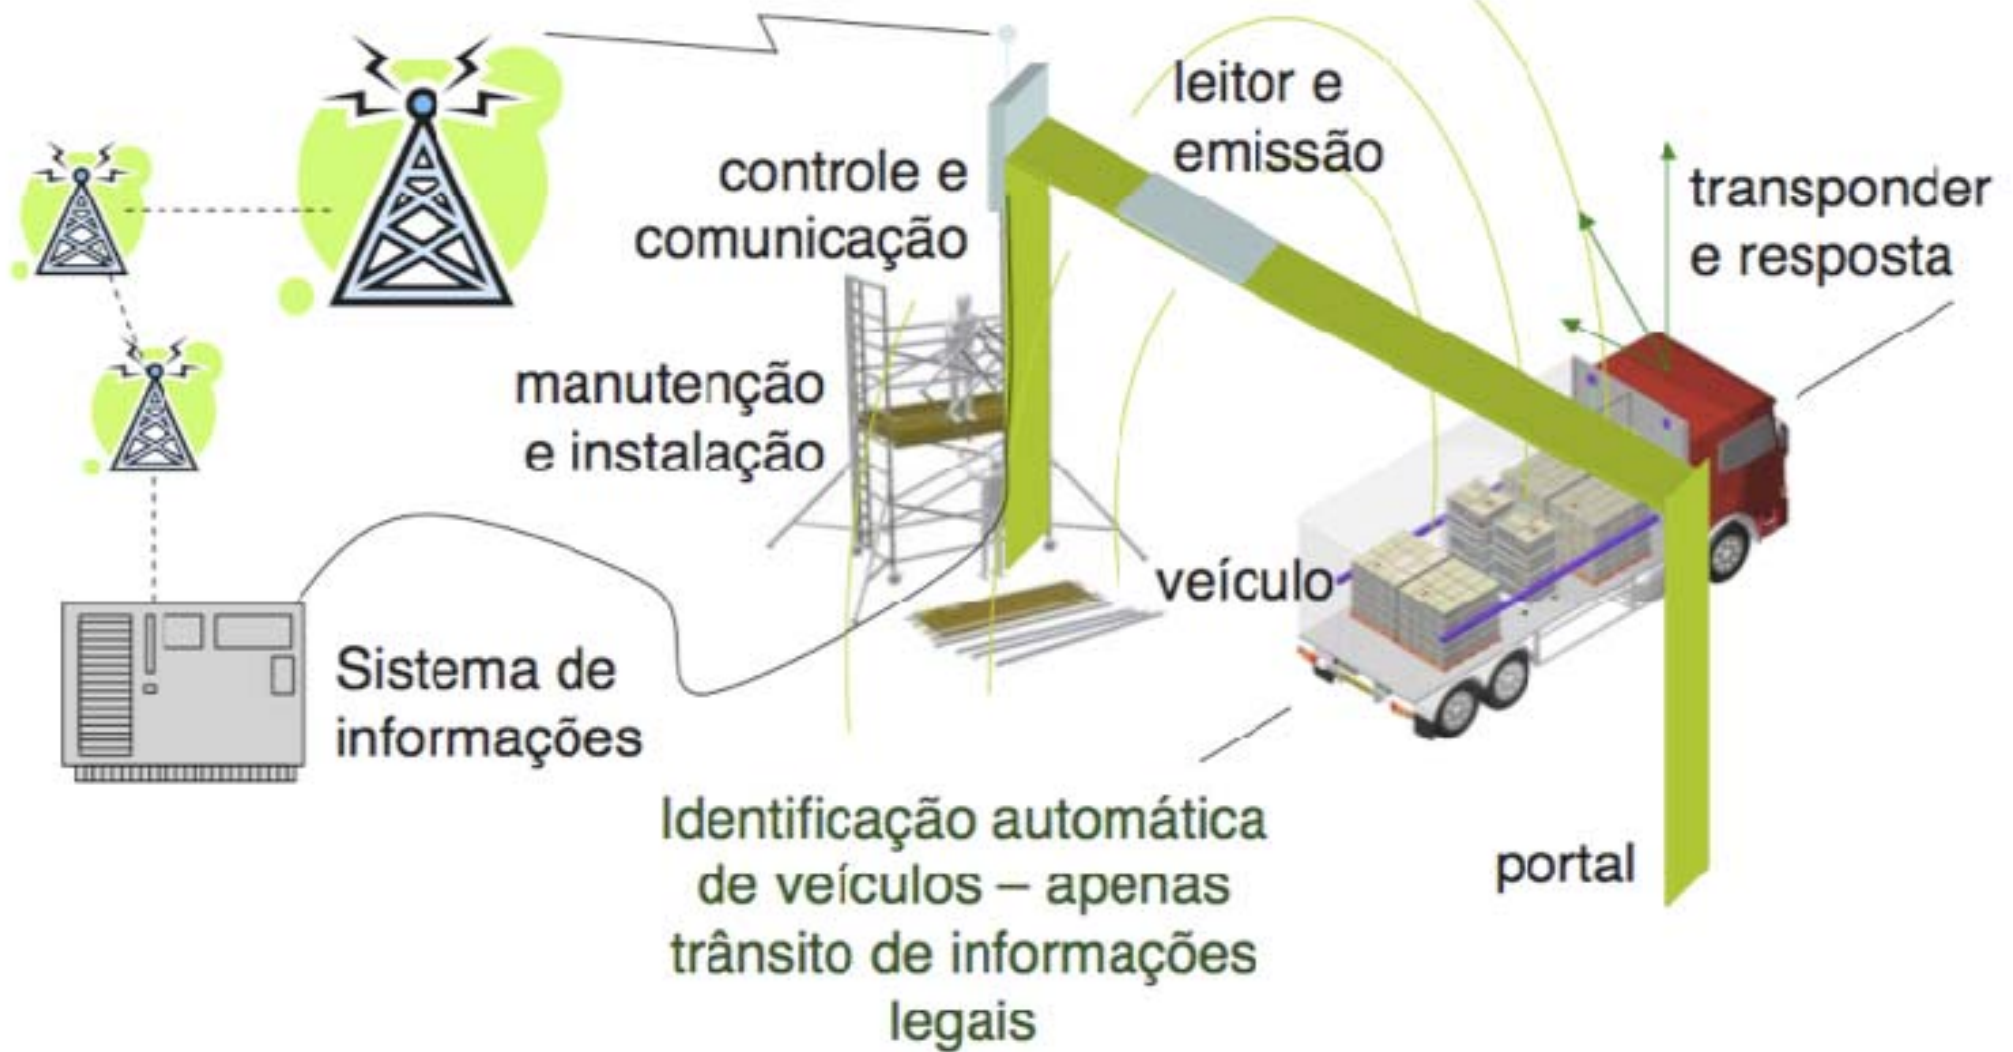 leitor e
emissão
controle e
comunicação
transponder
e resposta
manutenção
e instalação
veículo
Sistema de
informações
Identificação automática
de veículos – apenas
trânsito de informações
legais
portal